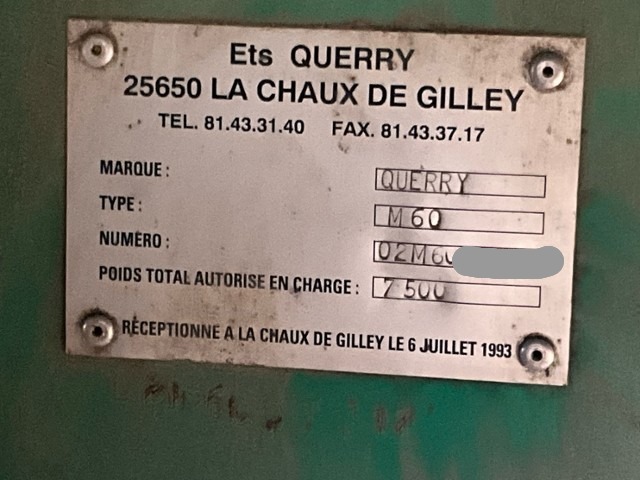 Ets QUERRY
25650 LA CHAUX DE GILLEY
TEL. 81.43.31.40 FAX. 81.43.37.17
MARQUE : QUERRY
TYPE : M 60
NUMÉRO : 02M60
POIDS TOTAL AUTORISE EN CHARGE : 7 500
RÉCEPTIONNE A LA CHAUX DE GILLEY LE 6 JUILLET 1993